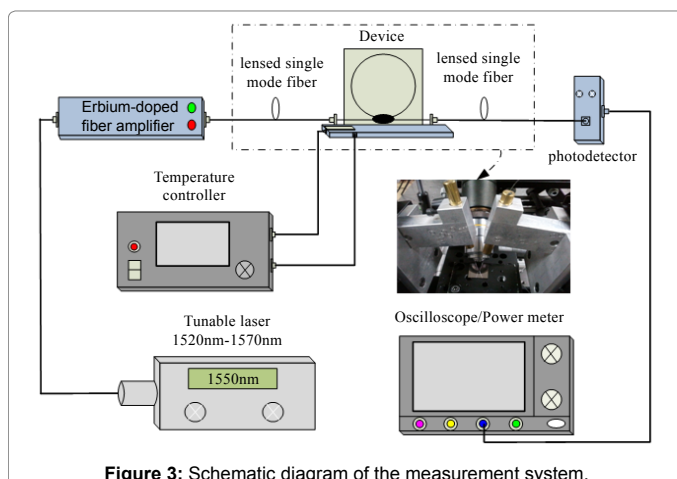 Device
lensed single
mode fiber
lensed single
mode fiber
Erbium-doped
fiber amplifier
photodetector
Temperature
controller
Tunable laser
1520nm-1570nm
1550nm
Oscilloscope/Power meter
Figure 3: Schematic diagram of the measurement system.